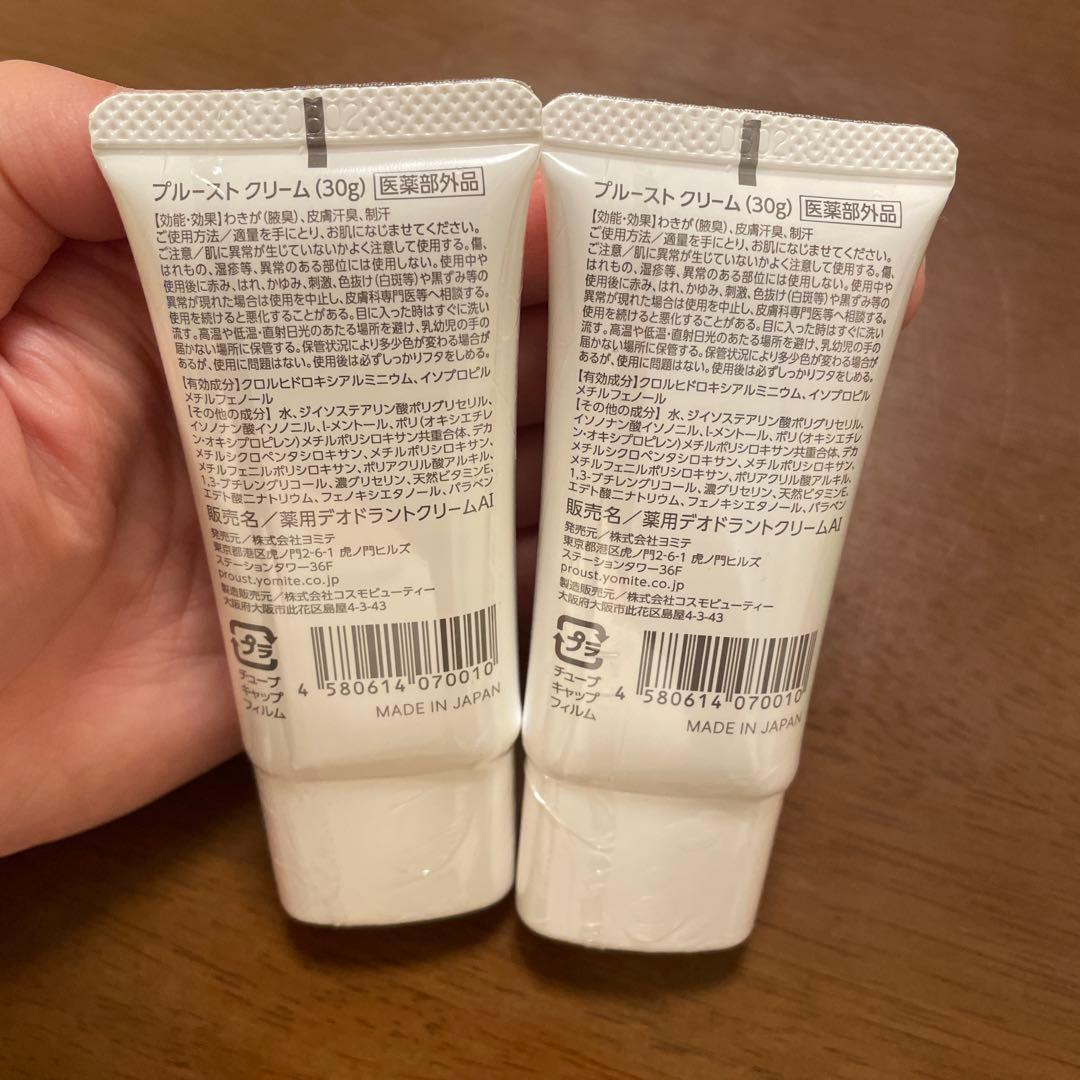 プルースト クリーム(30g) 医薬部外品
【効能・効果】わきが(腋臭)、皮膚汗臭、制汗
ご使用方法/適量を手にとり、お肌になじませてください。
ご注意/肌に異常が生じていないかよく注意して使用する。傷、
はれもの、湿疹等、異常のある部位には使用しない。使用中や
使用後に赤み、はれ、かゆみ、刺激、色抜け(白斑等)や黒ずみ等の
異常が現れた場合は使用を中止し、皮膚科専門医等へ相談する。
使用を続けると悪化することがある。目に入った時はすぐに洗い
流す。高温や低温・直射日光のあたる場所を避け、乳幼児の手の
届かない場所に保管する。保管状況により多少色が変わる場合が
あるが、使用に問題はない。使用後は必ずしっかりフタをしめる。
【有効成分】クロルヒドロキシアルミニウム、イソプロピル
メチルフェノール
【その他の成分】水、ジイソステアリン酸ポリグリセリル、
イソノナン酸イソノニル、l-メントール、ポリ(オキシエチレ
ン・オキシプロピレン)メチルポリシロキサン共重合体、デカ
メチルシクロペンタシロキサン、メチルポリシロキサン、
メチルフェニルポリシロキサン、ポリアクリル酸アルキル、
1,3-ブチレングリコール、濃グリセリン、天然ビタミンE、
エデト酸二ナトリウム、フェノキシエタノール、パラベン
販売名/薬用デオドラントクリームAI
発売元/株式会社ヨミテ
東京都港区虎ノ門2-6-1 虎ノ門ヒルズ
ステーションタワー36F
proust.yomite.co.jp
製造販売元/株式会社コスモビューティー
大阪府大阪市此花区島屋4-3-43
プラ
チューブ
キャップ
フィルム
4 580614 070010
MADE IN JAPAN
プルースト クリーム(30g) 医薬部外品
【効能・効果】わきが(腋臭)、皮膚汗臭、制汗
ご使用方法/適量を手にとり、お肌になじませてください。
ご注意/肌に異常が生じていないかよく注意して使用する。傷、
はれもの、湿疹等、異常のある部位には使用しない。使用中や
使用後に赤み、はれ、かゆみ、刺激、色抜け(白斑等)や黒ずみ等の
異常が現れた場合は使用を中止し、皮膚科専門医等へ相談する。
使用を続けると悪化することがある。目に入った時はすぐに洗い
流す。高温や低温・直射日光のあたる場所を避け、乳幼児の手の
届かない場所に保管する。保管状況により多少色が変わる場合が
あるが、使用に問題はない。使用後は必ずしっかりフタをしめる。
【有効成分】クロルヒドロキシアルミニウム、イソプロピル
メチルフェノール
【その他の成分】水、ジイソステアリン酸ポリグリセリル、
イソノナン酸イソノニル、l-メントール、ポリ(オキシエチレ
ン・オキシプロピレン)メチルポリシロキサン共重合体、デカ
メチルシクロペンタシロキサン、メチルポリシロキサン、
メチルフェニルポリシロキサン、ポリアクリル酸アルキル、
1,3-ブチレングリコール、濃グリセリン、天然ビタミンE、
エデト酸二ナトリウム、フェノキシエタノール、パラベン
販売名/薬用デオドラントクリームAI
発売元/株式会社ヨミテ
東京都港区虎ノ門2-6-1 虎ノ門ヒルズ
ステーションタワー36F
proust.yomite.co.jp
製造販売元/株式会社コスモビューティー
大阪府大阪市此花区島屋4-3-43
プラ
チューブ
キャップ
フィルム
4 580614 070010
MADE IN JAPAN